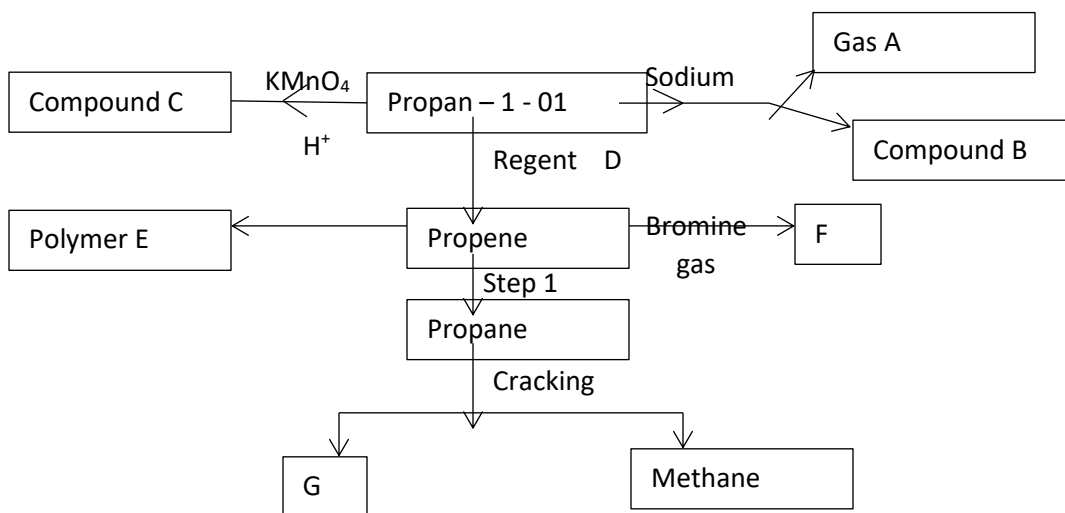 Gas A
KMnO₄
Sodium
Compound C
Propan – 1 - 01
H⁺
Compound B
Regent D
Polymer E
Propene
Bromine
gas
F
Step 1
Propane
Cracking
G
Methane